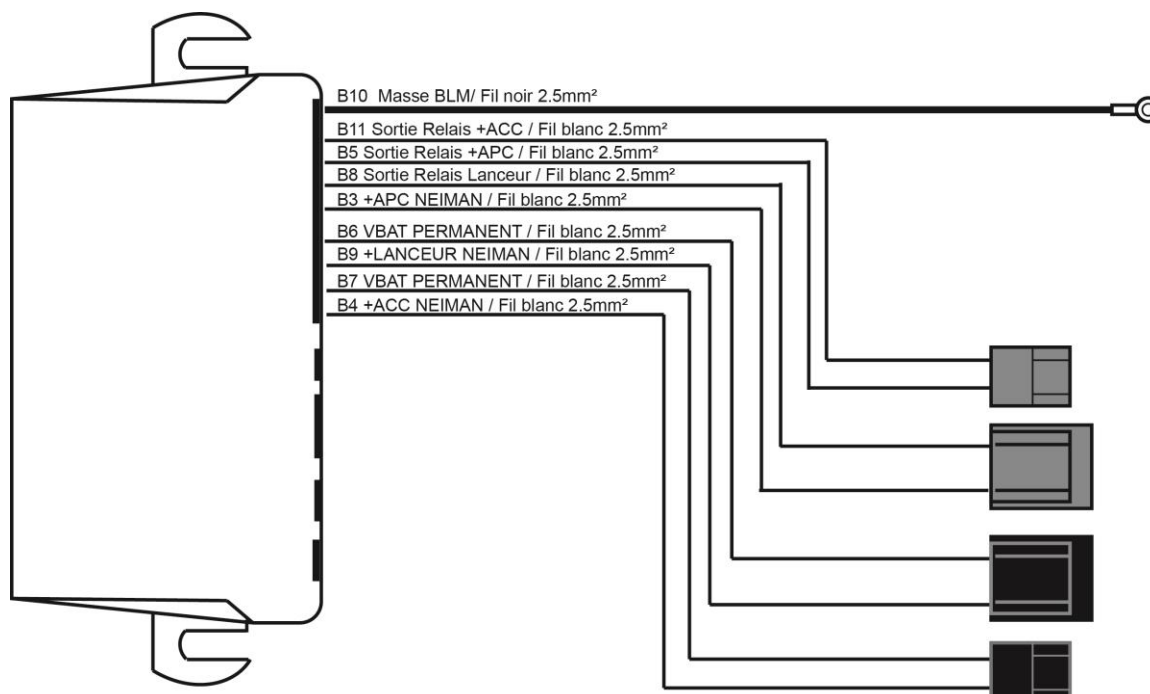 B10 Masse BLM/ Fil noir 2.5mm²
B11 Sortie Relais +ACC / Fil blanc 2.5mm²
B5 Sortie Relais +APC / Fil blanc 2.5mm²
B8 Sortie Relais Lanceur / Fil blanc 2.5mm²
B3 +APC NEIMAN / Fil blanc 2.5mm²
B6 VBAT PERMANENT / Fil blanc 2.5mm²
B9 +LANCEUR NEIMAN / Fil blanc 2.5mm²
B7 VBAT PERMANENT / Fil blanc 2.5mm²
B4 +ACC NEIMAN / Fil blanc 2.5mm²